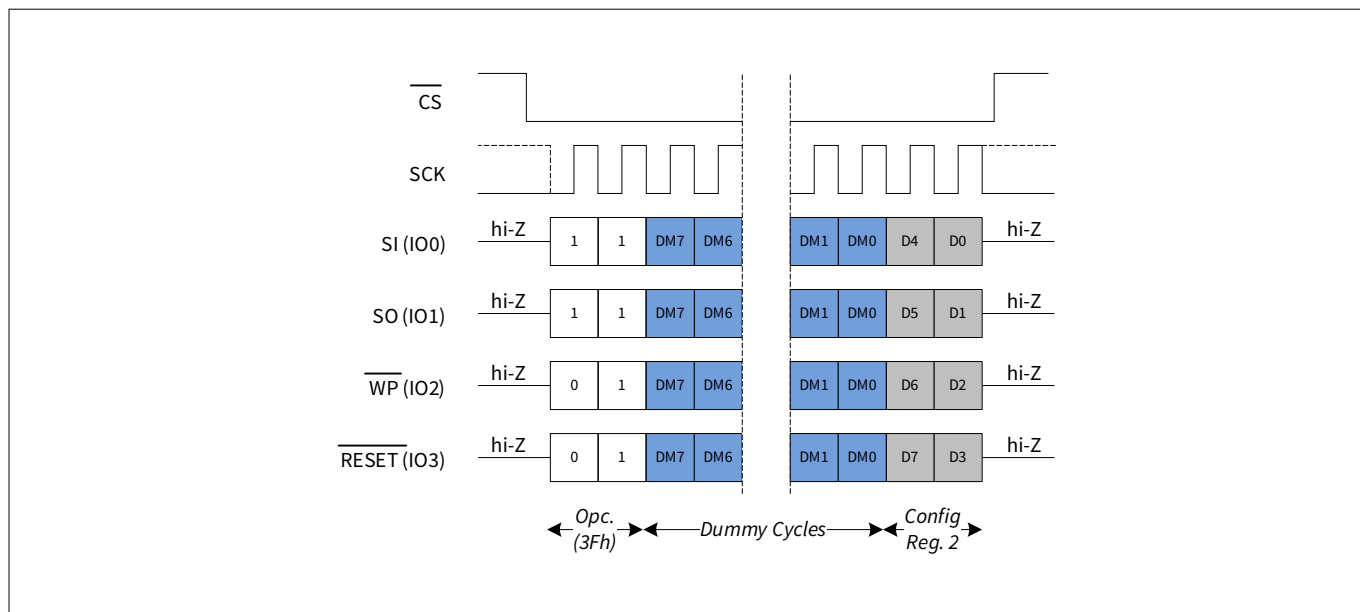 CS
SCK
hi-Z hi-Z
SI (IO0) 1 1 DM7 DM6 DM1 DM0 D4 D0
hi-Z hi-Z
SO (IO1) 1 1 DM7 DM6 DM1 DM0 D5 D1
hi-Z hi-Z
WP (IO2) 0 1 DM7 DM6 DM1 DM0 D6 D2
hi-Z hi-Z
RESET (IO3) 0 1 DM7 DM6 DM1 DM0 D7 D3
Opc. Dummy Cycles Config
(3Fh) Reg. 2